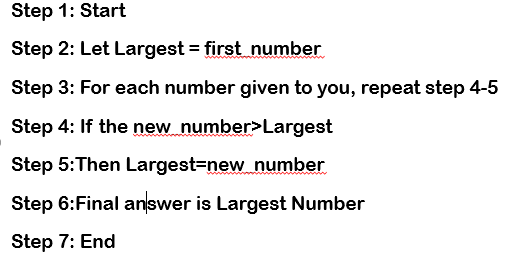 Step 1: Start
Step 2: Let Largest = first_number
Step 3: For each number given to you, repeat step 4-5
Step 4: If the new_number>Largest
Step 5:Then Largest=new_number
Step 6:Final answer is Largest Number
Step 7: End